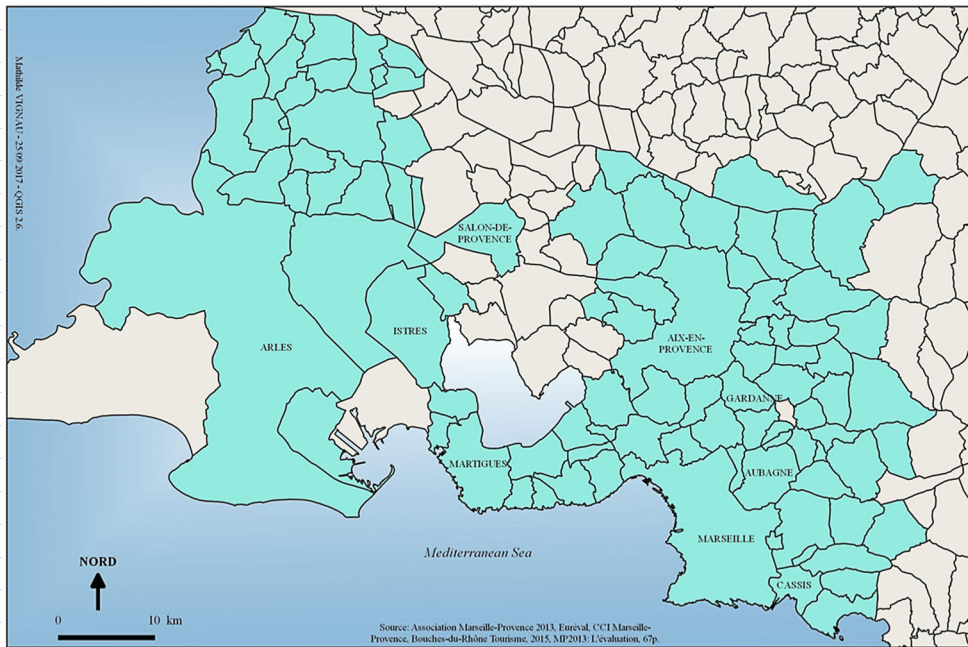 Mathilde VIGNAU - 25.09.2017 - QGIS 2.6.
SALON-DE-
PROVENCE
ISTRES
ARLES
AIX-EN-
PROVENCE
GARDANNE
MARTIGUES
AUBAGNE
MARSEILLE
CASSIS
Mediterranean Sea
NORD
0 10 km
Source: Association Marseille-Provence 2013, Euréval, CCI Marseille-
Provence, Bouches-du-Rhône Tourisme, 2015, MP2013: L'évaluation, 67p.